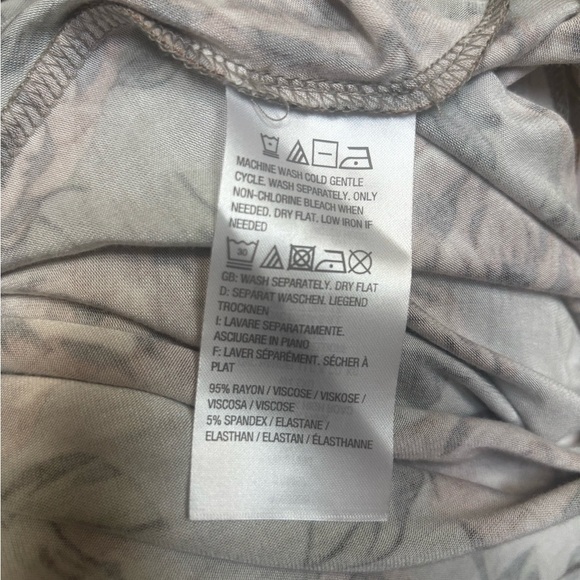 MACHINE WASH COLD GENTLE
CYCLE, WASH SEPARATELY, ONLY
NON-CHLORINE BLEACH WHEN
NEEDED, DRY FLAT, LOW IRON IF
NEEDED
30
GB: WASH SEPARATELY. DRY FLAT
D: SEPARAT WASCHEN. LIEGEND
TROCKNEN
I: LAVARE SEPARATAMENTE.
ASCIUGARE IN PIANO
F: LAVER SÉPARÉMENT. SÉCHER À
PLAT
95% RAYON / VISCOSE / VISKOSE /
VISCOSA / VISCOSE
5% SPANDEX / ELASTANE /
ELASTHAN / ELASTAN / ÉLASTHANNE